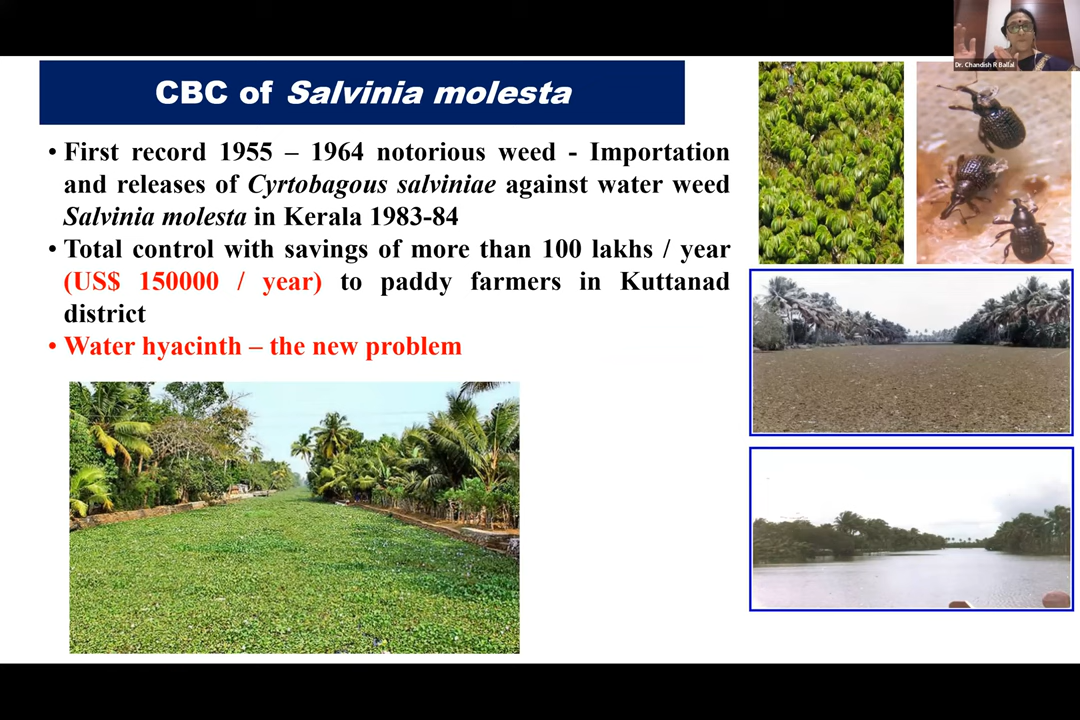 CBC of Salvinia molesta
• First record 1955 – 1964 notorious weed - Importation
and releases of Cyrtobagous salviniae against water weed
Salvinia molesta in Kerala 1983-84
• Total control with savings of more than 100 lakhs / year
(US$ 150000 / year) to paddy farmers in Kuttanad
district
• Water hyacinth – the new problem
Dr. Chandish R Ballal